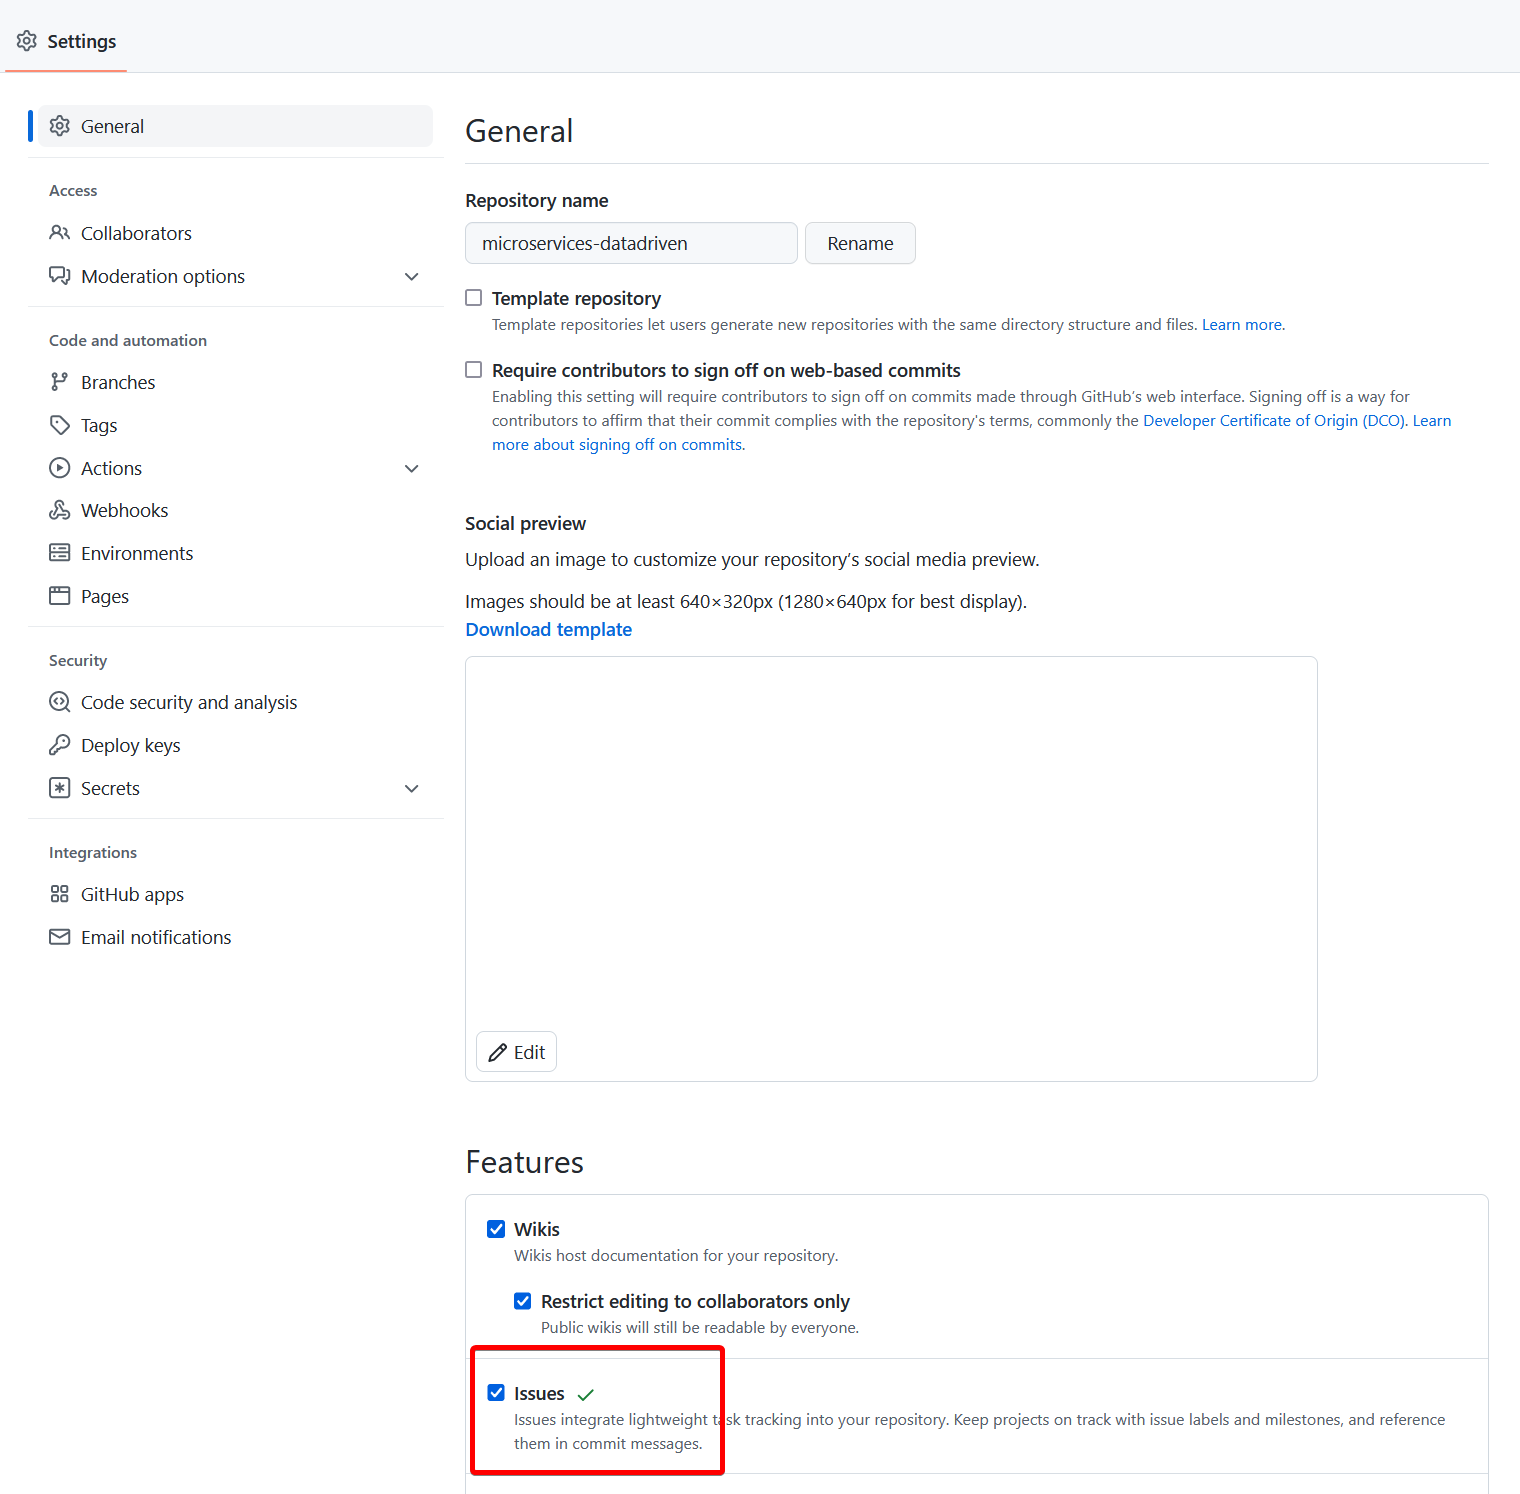 Settings
General
Access
Collaborators
Moderation options
Code and automation
Branches
Tags
Actions
Webhooks
Environments
Pages
Security
Code security and analysis
Deploy keys
Secrets
Integrations
GitHub apps
Email notifications
General
Repository name
microservices-datadriven
Rename
Template repository
Template repositories let users generate new repositories with the same directory structure and files. Learn more.
Require contributors to sign off on web-based commits
Enabling this setting will require contributors to sign off on commits made through GitHub’s web interface. Signing off is a way for
contributors to affirm that their commit complies with the repository's terms, commonly the Developer Certificate of Origin (DCO). Learn
more about signing off on commits.
Social preview
Upload an image to customize your repository’s social media preview.
Images should be at least 640×320px (1280×640px for best display).
Download template
Edit
Features
Wikis
Wikis host documentation for your repository.
Restrict editing to collaborators only
Public wikis will still be readable by everyone.
Issues
Issues integrate lightweight task tracking into your repository. Keep projects on track with issue labels and milestones, and reference
them in commit messages.